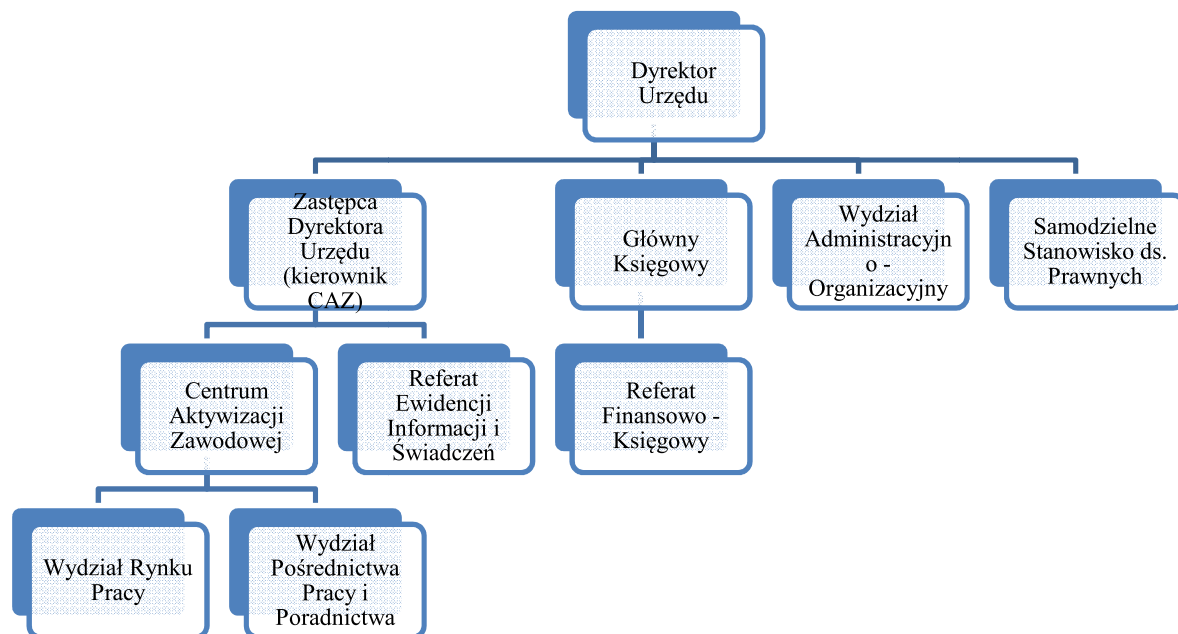 Dyrektor
Urzędu
Zastępca
Dyrektora
Urzędu
(kierownik
CAZ)
Główny
Księgowy
Wydział
Administracyjn
o -
Organizacyjny
Samodzielne
Stanowisko ds.
Prawnych
Centrum
Aktywizacji
Zawodowej
Referat
Ewidencji
Informacji i
Świadczeń
Referat
Finansowo -
Księgowy
Wydział Rynku
Pracy
Wydział
Pośrednictwa
Pracy i
Poradnictwa